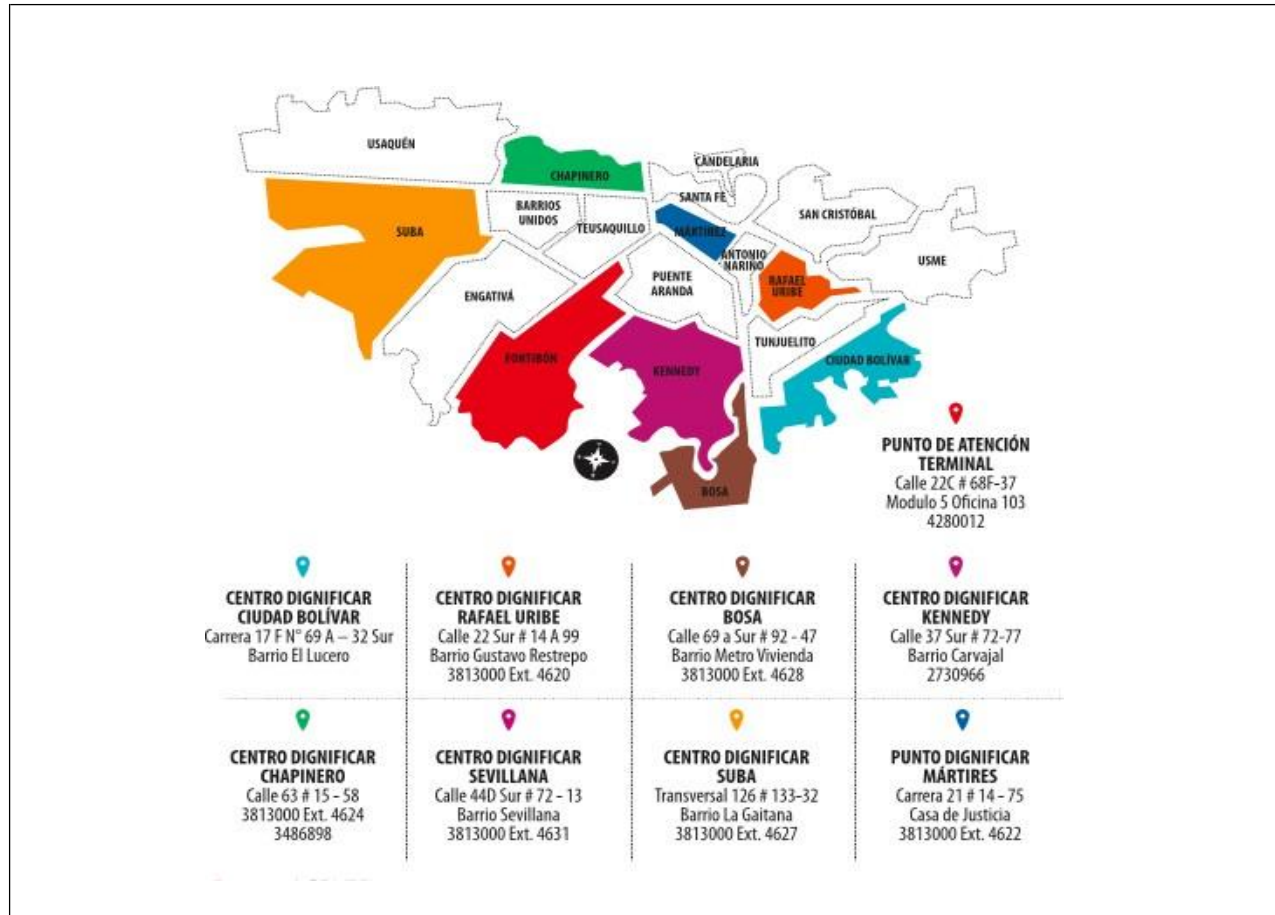 USAQUÉN
CHAPINERO
CANDELARIA
SANTA FÉ
BARRIOS
UNIDOS
TEUSAQUILLO
SUBA
MÁRTÍNEZ
SAN CRISTÓBAL
ANTONIO
NARIÑO
USME
PUENTE
ARANDA
RAFAEL
URIBE
ENGATIVÁ
TUNJUELITO
FONTIBÓN
KENNEDY
CIUDAD BOLÍVAR
BOSA
PUNTO DE ATENCIÓN
TERMINAL
Calle 22C # 68F-37
Modulo 5 Oficina 103
4280012
CENTRO DIGNIFICAR
CIUDAD BOLÍVAR
Carrera 17 F N° 69 A – 32 Sur
Barrio El Lucero
CENTRO DIGNIFICAR
RAFAEL URIBE
Calle 22 Sur # 14 A 99
Barrio Gustavo Restrepo
3813000 Ext. 4620
CENTRO DIGNIFICAR
BOSA
Calle 69 a Sur # 92 - 47
Barrio Metro Vivienda
3813000 Ext. 4628
CENTRO DIGNIFICAR
KENNEDY
Calle 37 Sur # 72-77
Barrio Carvajal
2730966
CENTRO DIGNIFICAR
CHAPINERO
Calle 63 # 15 - 58
3813000 Ext. 4624
3486898
CENTRO DIGNIFICAR
SEVILLANA
Calle 44D Sur # 72 - 13
Barrio Sevillana
3813000 Ext. 4631
CENTRO DIGNIFICAR
SUBA
Transversal 126 # 133-32
Barrio La Gaitana
3813000 Ext. 4627
PUNTO DIGNIFICAR
MÁRTIRES
Carrera 21 # 14 - 75
Casa de Justicia
3813000 Ext. 4622